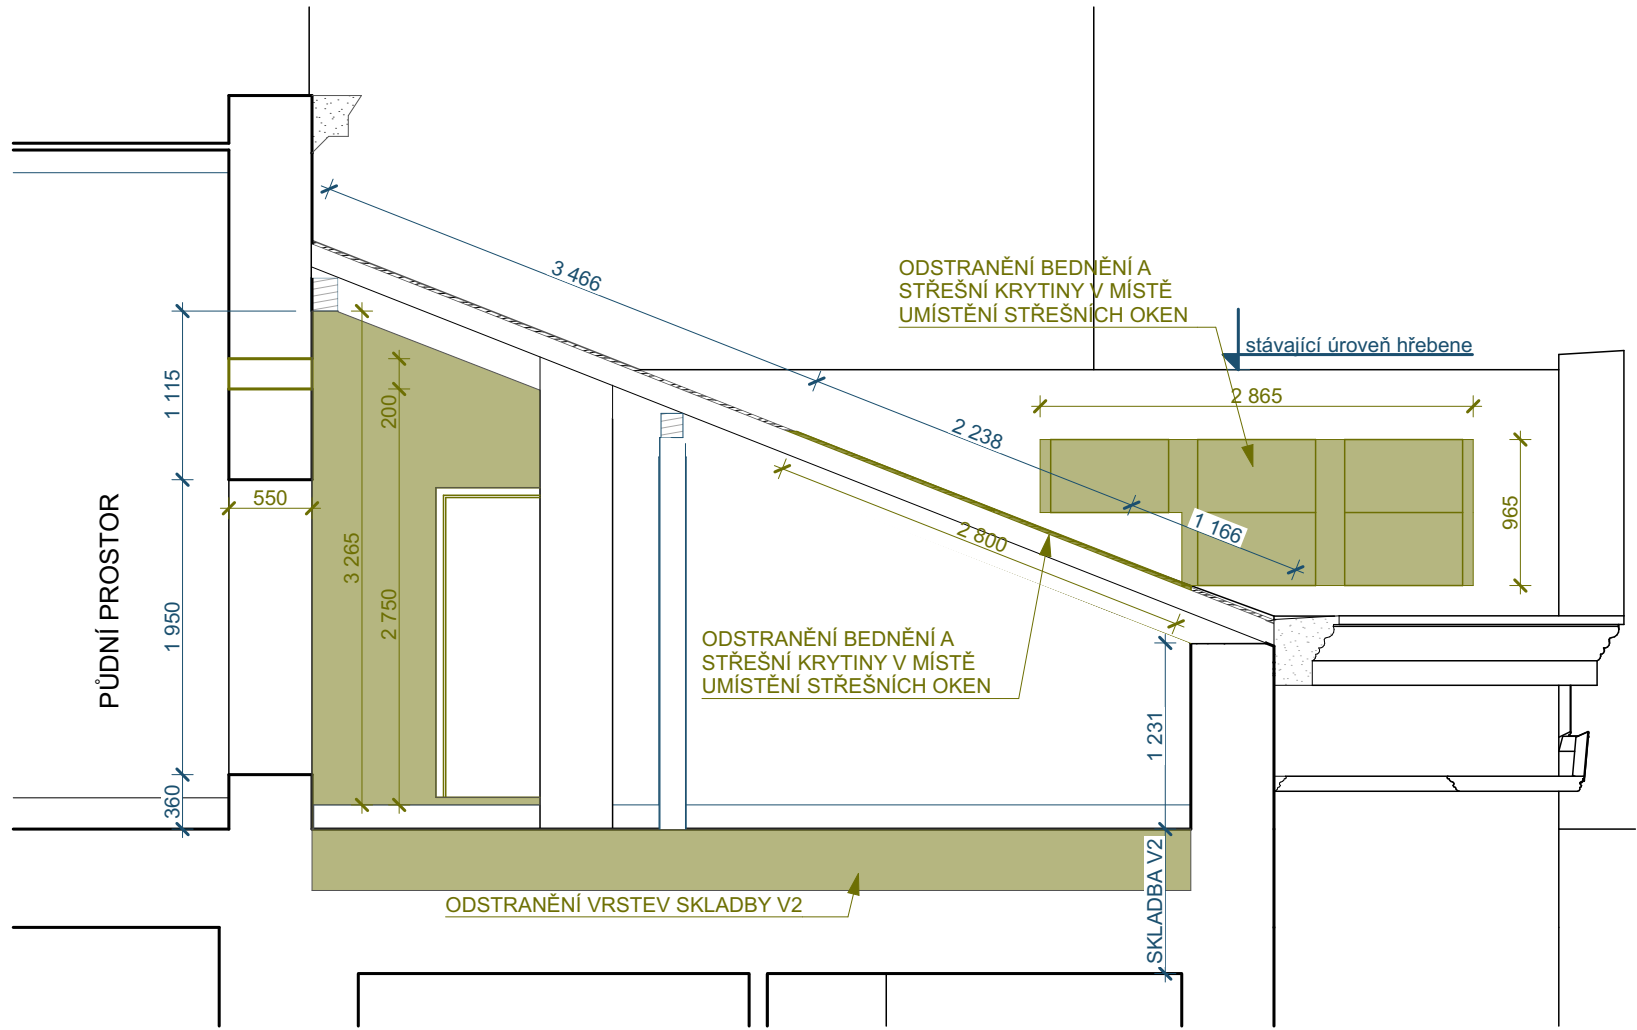 3 466
ODSTRANĚNÍ BEDNĚNÍ A
STŘEŠNÍ KRYTINY V MÍSTĚ
UMÍSTĚNÍ STŘEŠNÍCH OKEN
stávající úroveň hřebene
1 115
200
2 865
2 238
550
965
1 166
2 800
3 265
2 750
PŮDNÍ PROSTOR
1 950
ODSTRANĚNÍ BEDNĚNÍ A
STŘEŠNÍ KRYTINY V MÍSTĚ
UMÍSTĚNÍ STŘEŠNÍCH OKEN
1 231
360
SKLADBA V2
ODSTRANĚNÍ VRSTEV SKLADBY V2